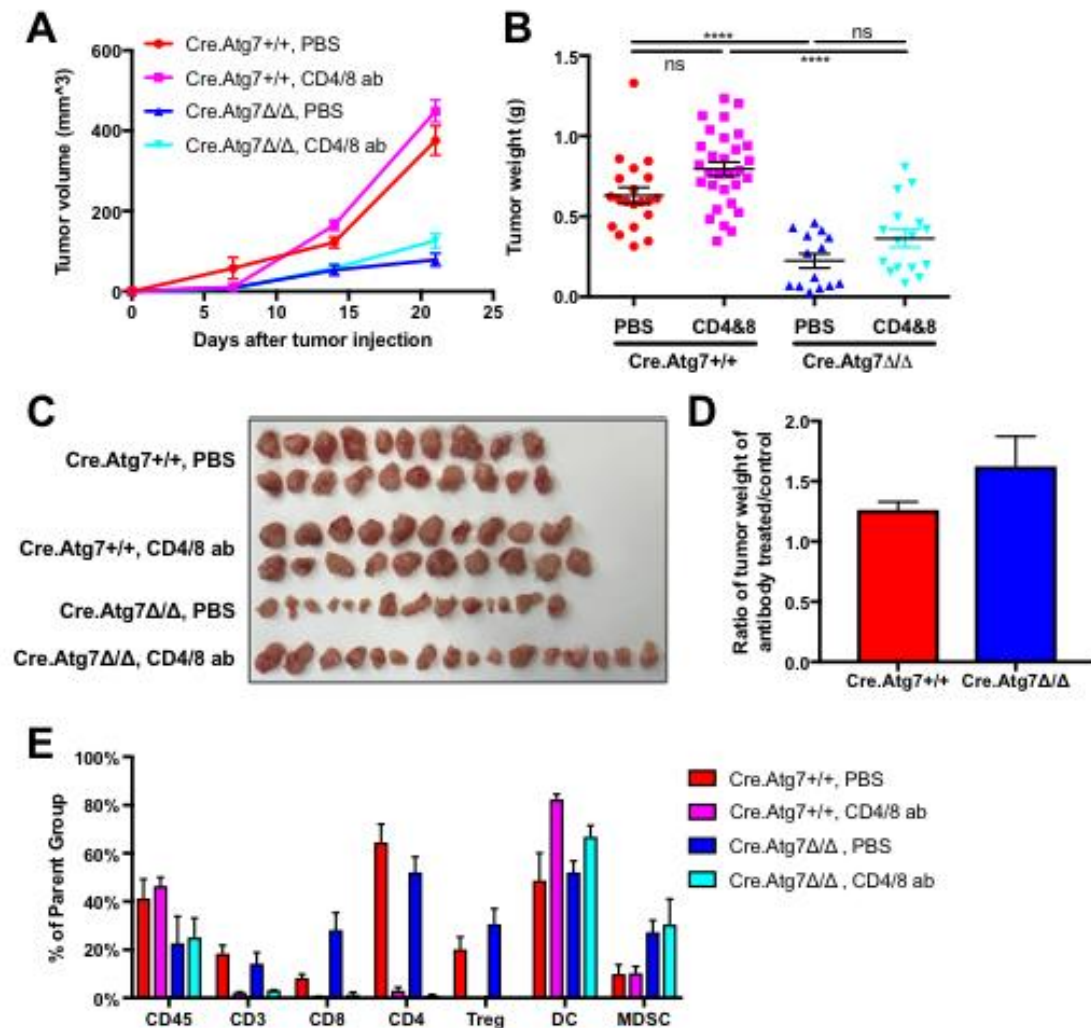 A
Tumor volume (mm^3)
600
400
200
0
0 5 10 15 20 25
Days after tumor injection
Cre.Atg7+/+, PBS
Cre.Atg7+/+, CD4/8 ab
Cre.Atg7Δ/Δ, PBS
Cre.Atg7Δ/Δ, CD4/8 ab
B
**** ns
ns ****
Tumor weight (g)
1.5
1.0
0.5
0.0
PBS CD4&8 PBS CD4&8
Cre.Atg7+/+ Cre.Atg7Δ/Δ
C
Cre.Atg7+/+, PBS
Cre.Atg7+/+, CD4/8 ab
Cre.Atg7Δ/Δ, PBS
Cre.Atg7Δ/Δ, CD4/8 ab
D
Ratio of tumor weight of
antibody treated/control
2.0
1.5
1.0
0.5
0.0
Cre.Atg7+/+ Cre.Atg7Δ/Δ
E
% of Parent Group
100%
80%
60%
40%
20%
0%
CD45 CD3 CD8 CD4 Treg DC MDSC
Cre.Atg7+/+, PBS
Cre.Atg7+/+, CD4/8 ab
Cre.Atg7Δ/Δ , PBS
Cre.Atg7Δ/Δ , CD4/8 ab